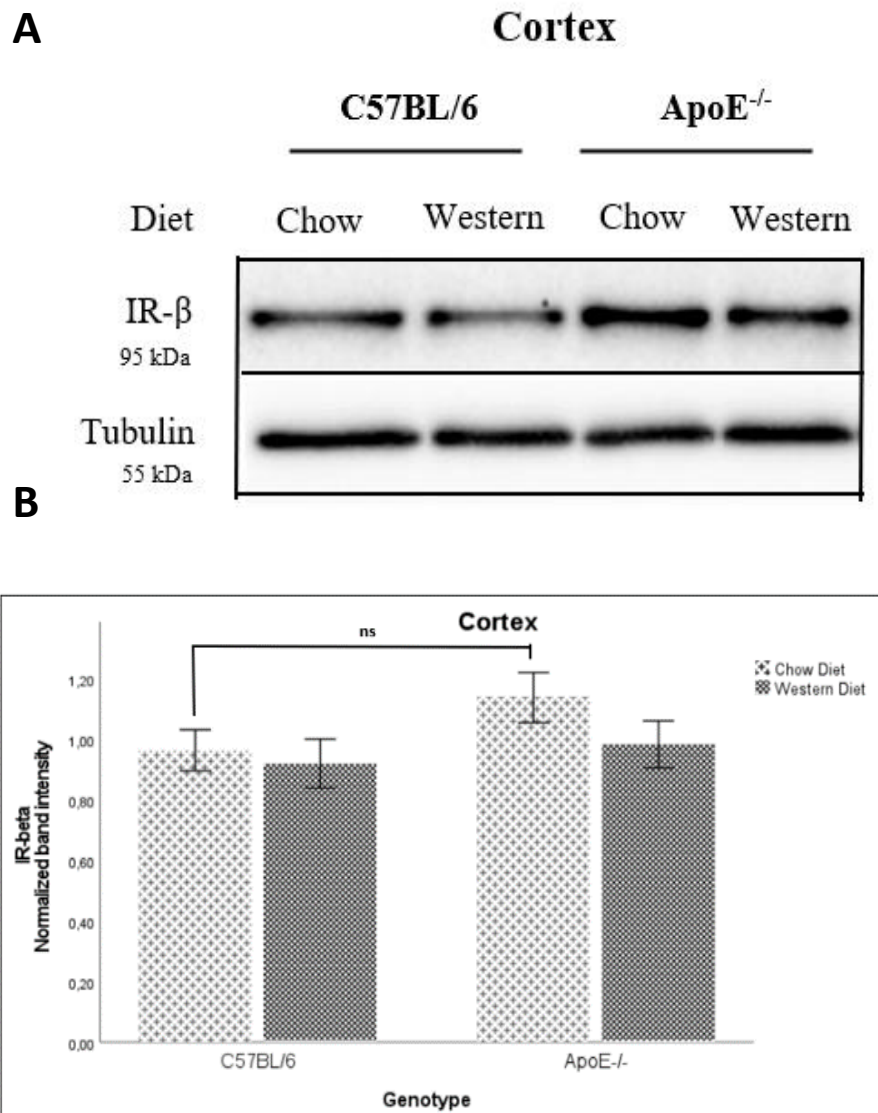 A
Cortex
C57BL/6 ApoE-/-
Diet Chow Western Chow Western
IR-β
95 kDa
Tubulin
55 kDa
B
Cortex
ns
Chow Diet
Western Diet
1,20
1,00
0,80
0,60
0,40
0,20
0,00
IR-beta
Normalized band intensity
C57BL/6 ApoE-/-
Genotype